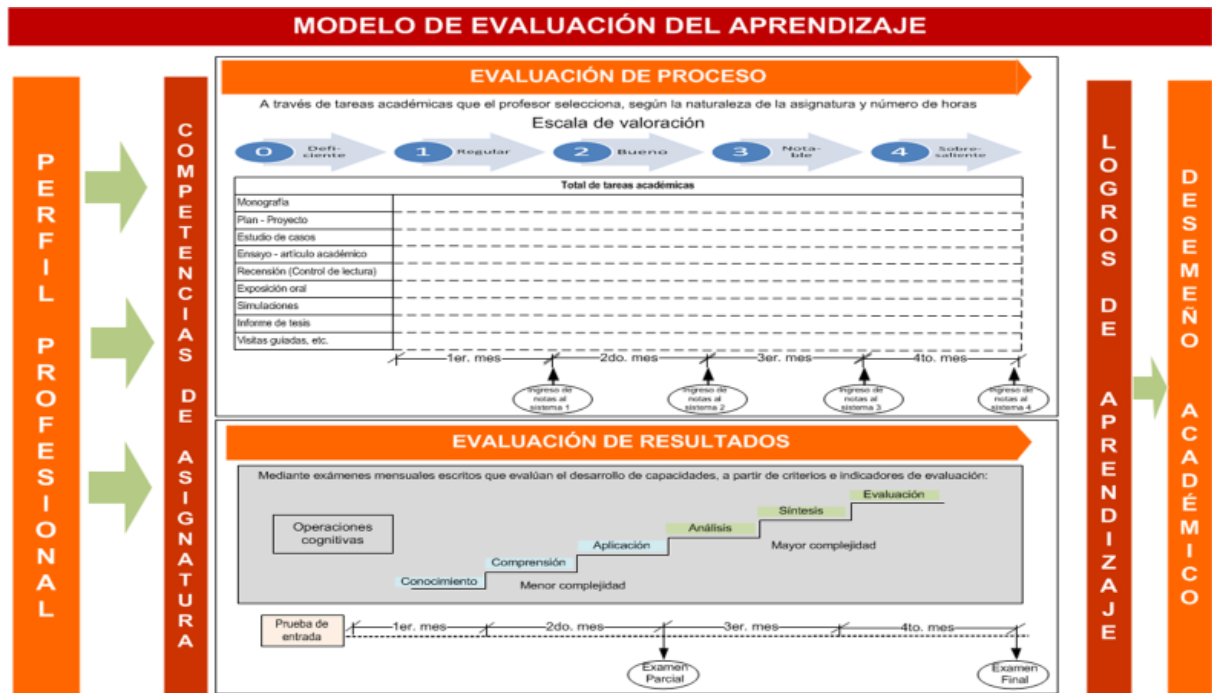 MODELO DE EVALUACIÓN DEL APRENDIZAJE
PERFIL PROFESIONAL
COMPETENCIAS DE ASIGNATURA
EVALUACIÓN DE PROCESO
A través de tareas académicas que el profesor selecciona, según la naturaleza de la asignatura y número de horas
Escala de valoración
0 Defi-
ciente
1 Regular
2 Bueno
3 Nota-
ble
4 Sobre-
saliente
Total de tareas académicas
Monografía
Plan - Proyecto
Estudio de casos
Ensayo - artículo académico
Recensión (Control de lectura)
Exposición oral
Simulaciones
Informe de tesis
Visitas guiadas, etc.
1er. mes 2do. mes 3er. mes 4to. mes
Ingreso de
notas al
sistema 1
Ingreso de
notas al
sistema 2
Ingreso de
notas al
sistema 3
Ingreso de
notas al
sistema 4
EVALUACIÓN DE RESULTADOS
Mediante exámenes mensuales escritos que evalúan el desarrollo de capacidades, a partir de criterios e indicadores de evaluación:
Operaciones
cognitivas
Evaluación
Síntesis
Análisis
Mayor complejidad
Aplicación
Comprensión
Conocimiento
Menor complejidad
Prueba de
entrada
1er. mes 2do. mes 3er. mes 4to. mes
Examen
Parcial
Examen
Final
LOGROS DE APRENDIZAJE
DESEMEÑO ACADÉMICO